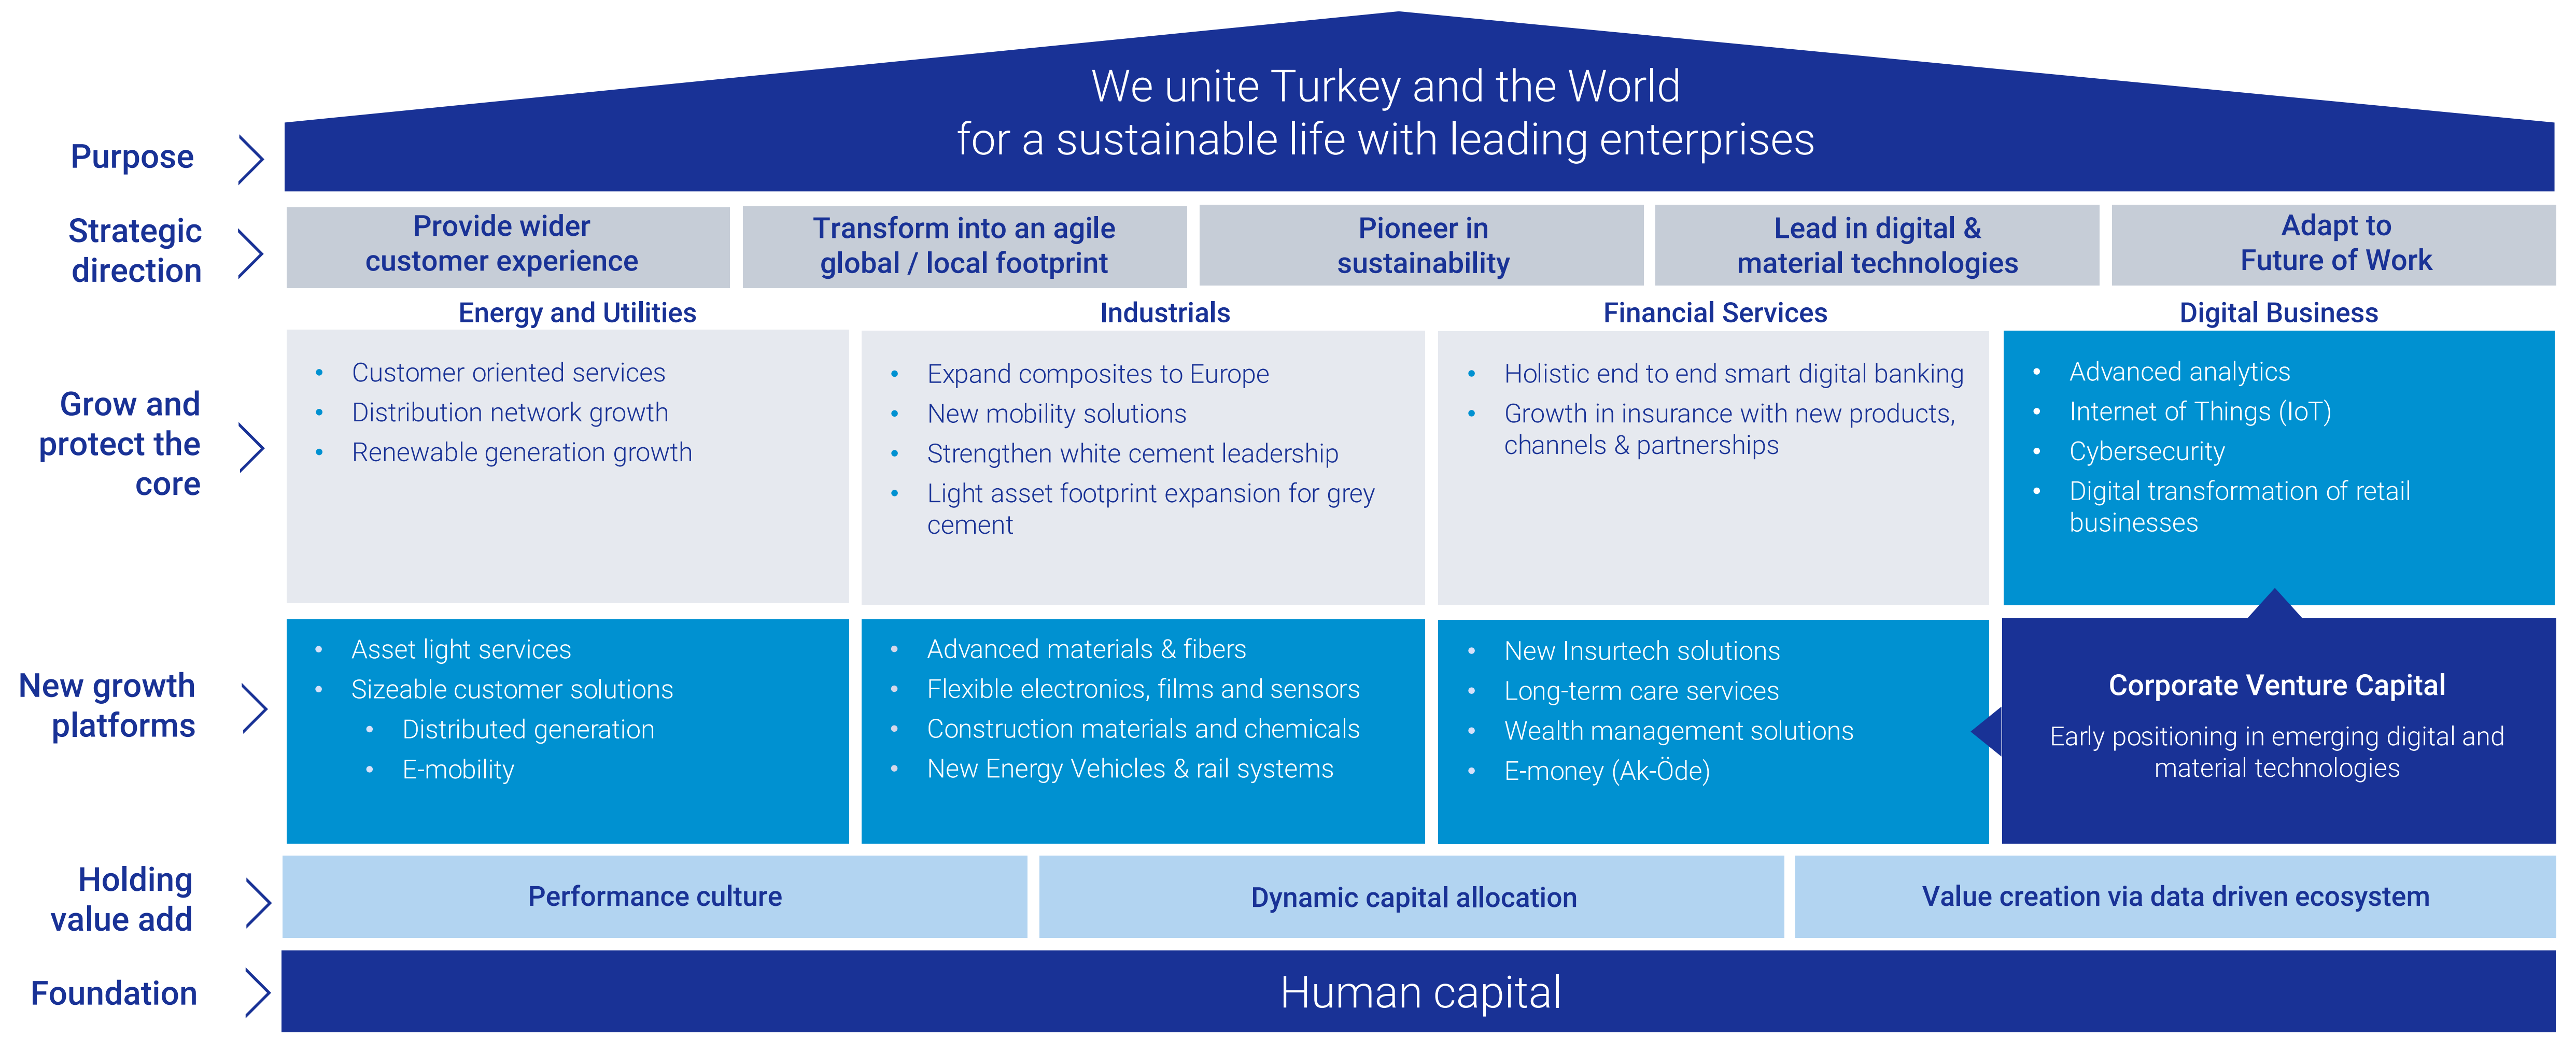 We unite Turkey and the World
for a sustainable life with leading enterprises
Purpose
Strategic
direction
Provide wider
customer experience
Transform into an agile
global / local footprint
Pioneer in
sustainability
Lead in digital &
material technologies
Adapt to
Future of Work
Energy and Utilities
Industrials
Financial Services
Digital Business
Grow and
protect the
core
• Customer oriented services
• Distribution network growth
• Renewable generation growth
• Expand composites to Europe
• New mobility solutions
• Strengthen white cement leadership
• Light asset footprint expansion for grey
cement
• Holistic end to end smart digital banking
• Growth in insurance with new products,
channels & partnerships
• Advanced analytics
• Internet of Things (IoT)
• Cybersecurity
• Digital transformation of retail
businesses
New growth
platforms
• Asset light services
• Sizeable customer solutions
• Distributed generation
• E-mobility
• Advanced materials & fibers
• Flexible electronics, films and sensors
• Construction materials and chemicals
• New Energy Vehicles & rail systems
• New Insurtech solutions
• Long-term care services
• Wealth management solutions
• E-money (Ak-Öde)
Corporate Venture Capital
Early positioning in emerging digital and
material technologies
Holding
value add
Performance culture
Dynamic capital allocation
Value creation via data driven ecosystem
Foundation
Human capital